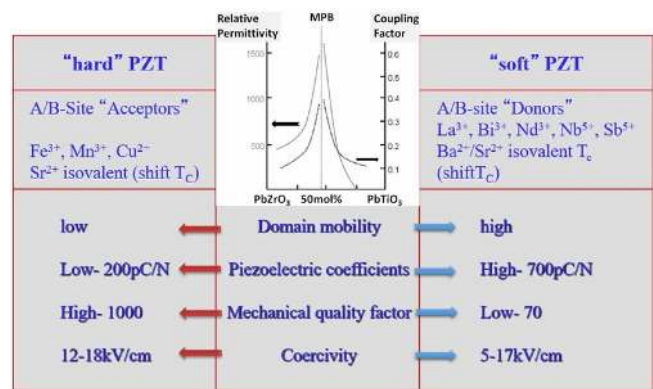 Relative Permittivity
MPB
Coupling Factor
1500
1000
500
0.6
0.5
0.4
0.3
0.2
0.1
PbZrO₃
50mol%
PbTiO₃
"hard" PZT
A/B-Site "Acceptors"
Fe³⁺, Mn³⁺, Cu²⁻
Sr²⁺ isovalent (shift T_C)
"soft" PZT
A/B-site "Donors"
La³⁺, Bi³⁺, Nd³⁺, Nb⁵⁺, Sb⁵⁺
Ba²⁺/Sr²⁺ isovalent T_c
(shiftT_C)
low
Domain mobility
high
Low- 200pC/N
Piezoelectric coefficients
High- 700pC/N
High- 1000
Mechanical quality factor
Low- 70
12-18kV/cm
Coercivity
5-17kV/cm